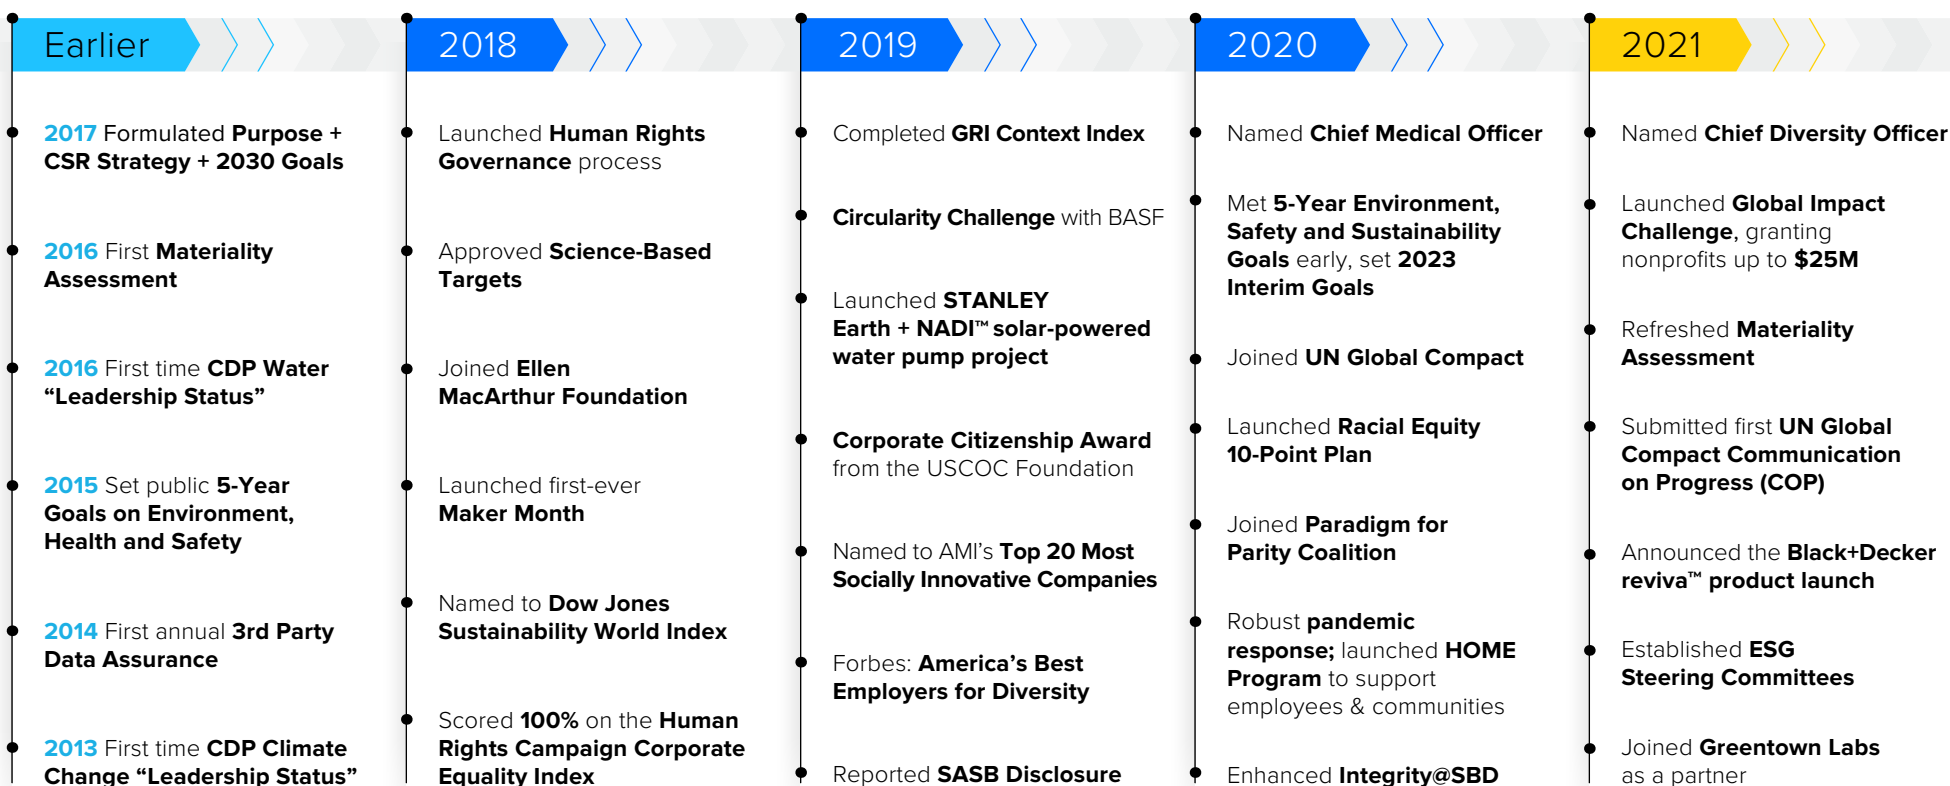 Earlier
2017 Formulated Purpose +
CSR Strategy + 2030 Goals
2016 First Materiality
Assessment
2016 First time CDP Water
“Leadership Status”
2015 Set public 5-Year
Goals on Environment,
Health and Safety
2014 First annual 3rd Party
Data Assurance
2013 First time CDP Climate
Change “Leadership Status”
2018
Launched Human Rights
Governance process
Approved Science-Based
Targets
Joined Ellen
MacArthur Foundation
Launched first-ever
Maker Month
Named to Dow Jones
Sustainability World Index
Scored 100% on the Human
Rights Campaign Corporate
Equality Index
2019
Completed GRI Context Index
Circularity Challenge with BASF
Launched STANLEY
Earth + NADI™ solar-powered
water pump project
Corporate Citizenship Award
from the USCOC Foundation
Named to AMI’s Top 20 Most
Socially Innovative Companies
Forbes: America’s Best
Employers for Diversity
Reported SASB Disclosure
2020
Named Chief Medical Officer
Met 5-Year Environment,
Safety and Sustainability
Goals early, set 2023
Interim Goals
Joined UN Global Compact
Launched Racial Equity
10-Point Plan
Joined Paradigm for
Parity Coalition
Robust pandemic
response; launched HOME
Program to support
employees & communities
Enhanced Integrity@SBD
2021
Named Chief Diversity Officer
Launched Global Impact
Challenge, granting
nonprofits up to $25M
Refreshed Materiality
Assessment
Submitted first UN Global
Compact Communication
on Progress (COP)
Announced the Black+Decker
reviva™ product launch
Established ESG
Steering Committees
Joined Greentown Labs
as a partner